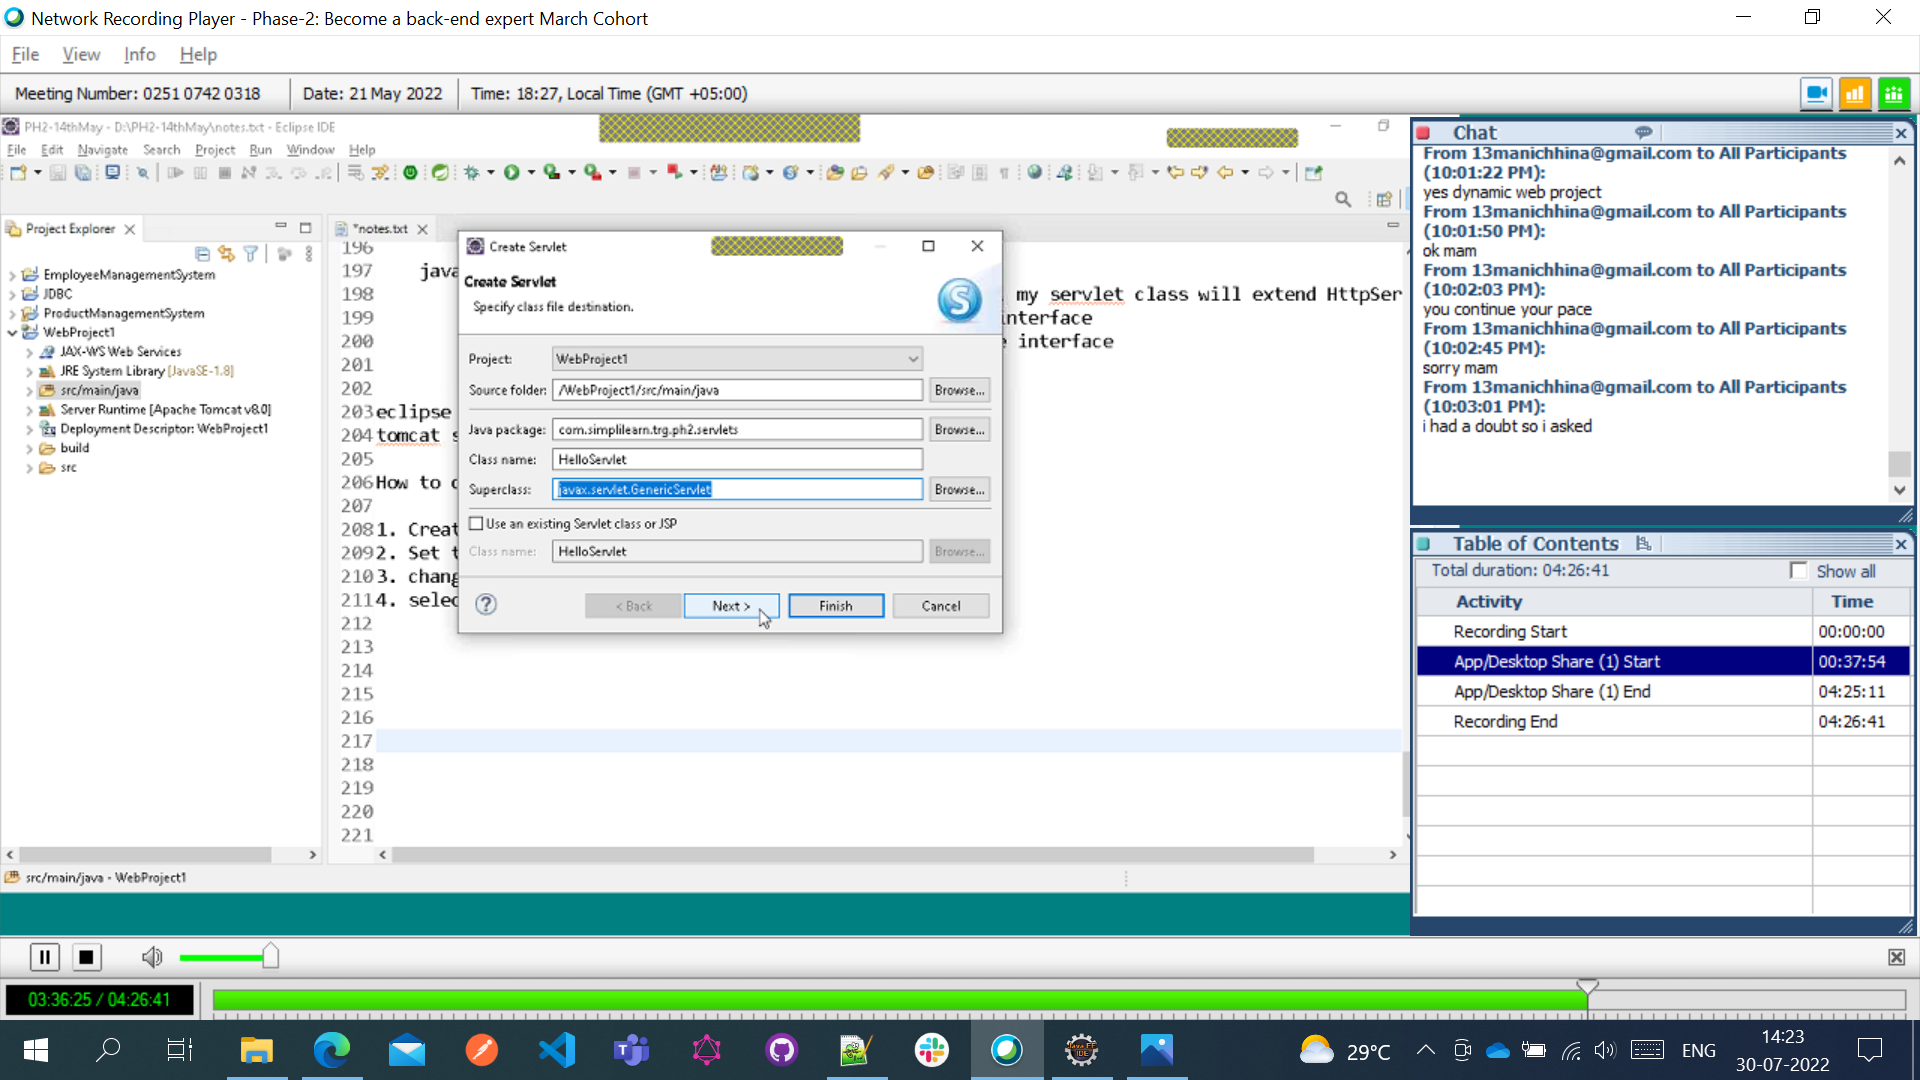 Network Recording Player - Phase-2: Become a back-end expert March Cohort
File View Info Help
Meeting Number: 0251 0742 0318 Date: 21 May 2022 Time: 18:27, Local Time (GMT +05:00)
PH2-14thMay - D:\PH2-14thMay\notes.txt - Eclipse IDE
File Edit Navigate Search Project Run Window Help
Project Explorer
EmployeeManagementSystem
JDBC
ProductManagementSystem
WebProject1
JAX-WS Web Services
JRE System Library [JavaSE-1.8]
src/main/java
Server Runtime [Apache Tomcat v8.0]
Deployment Descriptor: WebProject1
build
src
*notes.txt
196
197 java
198 my servlet class will extend HttpSer
199 interface
200 interface
201
202
203 eclipse
204 tomcat s
205
206 How to
207
208 1. Creat
209 2. Set t
210 3. chang
211 4. selec
212
213
214
215
216
217
218
219
220
221
Create Servlet
Create Servlet
Specify class file destination.
S
Project: WebProject1
Source folder: /WebProject1/src/main/java Browse...
Java package: com.simplilearn.trg.ph2.servlets Browse...
Class name: HelloServlet
Superclass: javax.servlet.GenericServlet Browse...
Use an existing Servlet class or JSP
Class name: HelloServlet Browse...
? < Back Next > Finish Cancel
src/main/java - WebProject1
Chat
From 13manichhina@gmail.com to All Participants
(10:01:22 PM):
yes dynamic web project
From 13manichhina@gmail.com to All Participants
(10:01:50 PM):
ok mam
From 13manichhina@gmail.com to All Participants
(10:02:03 PM):
you continue your pace
From 13manichhina@gmail.com to All Participants
(10:02:45 PM):
sorry mam
From 13manichhina@gmail.com to All Participants
(10:03:01 PM):
i had a doubt so i asked
Table of Contents
Total duration: 04:26:41 Show all
Activity Time
Recording Start 00:00:00
App/Desktop Share (1) Start 00:37:54
App/Desktop Share (1) End 04:25:11
Recording End 04:26:41
03:36:25 / 04:26:41
29°C ENG
14:23
30-07-2022